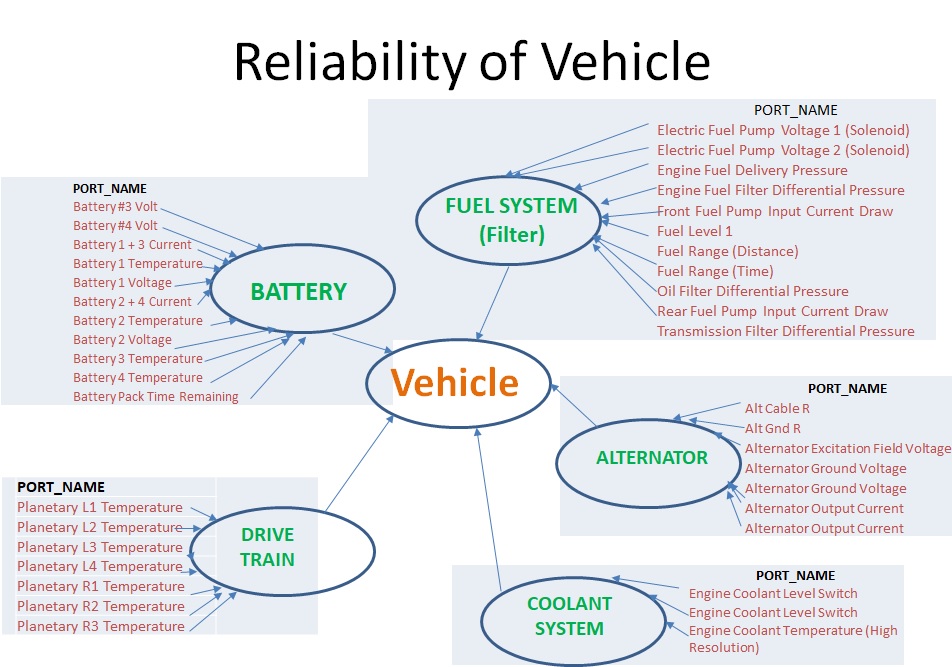 Reliability of Vehicle
PORT_NAME
Electric Fuel Pump Voltage 1 (Solenoid)
Electric Fuel Pump Voltage 2 (Solenoid)
Engine Fuel Delivery Pressure
Engine Fuel Filter Differential Pressure
Front Fuel Pump Input Current Draw
Fuel Level 1
Fuel Range (Distance)
Fuel Range (Time)
Oil Filter Differential Pressure
Rear Fuel Pump Input Current Draw
Transmission Filter Differential Pressure
FUEL SYSTEM
(Filter)
PORT_NAME
Battery #3 Volt
Battery #4 Volt
Battery 1 + 3 Current
Battery 1 Temperature
Battery 1 Voltage
Battery 2 + 4 Current
Battery 2 Temperature
Battery 2 Voltage
Battery 3 Temperature
Battery 4 Temperature
Battery Pack Time Remaining
BATTERY
Vehicle
PORT_NAME
Alt Cable R
Alt Gnd R
Alternator Excitation Field Voltage
Alternator Ground Voltage
Alternator Ground Voltage
Alternator Output Current
Alternator Output Current
ALTERNATOR
PORT_NAME
Planetary L1 Temperature
Planetary L2 Temperature
Planetary L3 Temperature
Planetary L4 Temperature
Planetary R1 Temperature
Planetary R2 Temperature
Planetary R3 Temperature
DRIVE
TRAIN
PORT_NAME
Engine Coolant Level Switch
Engine Coolant Level Switch
Engine Coolant Temperature (High
Resolution)
COOLANT
SYSTEM